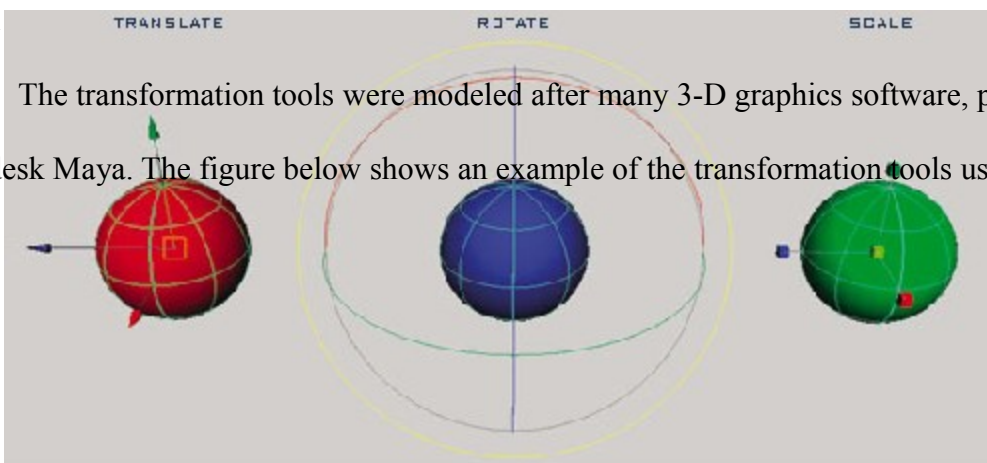 TRANSLATE ROTATE SCALE
The transformation tools were modeled after many 3-D graphics software, p
esk Maya. The figure below shows an example of the transformation tools us